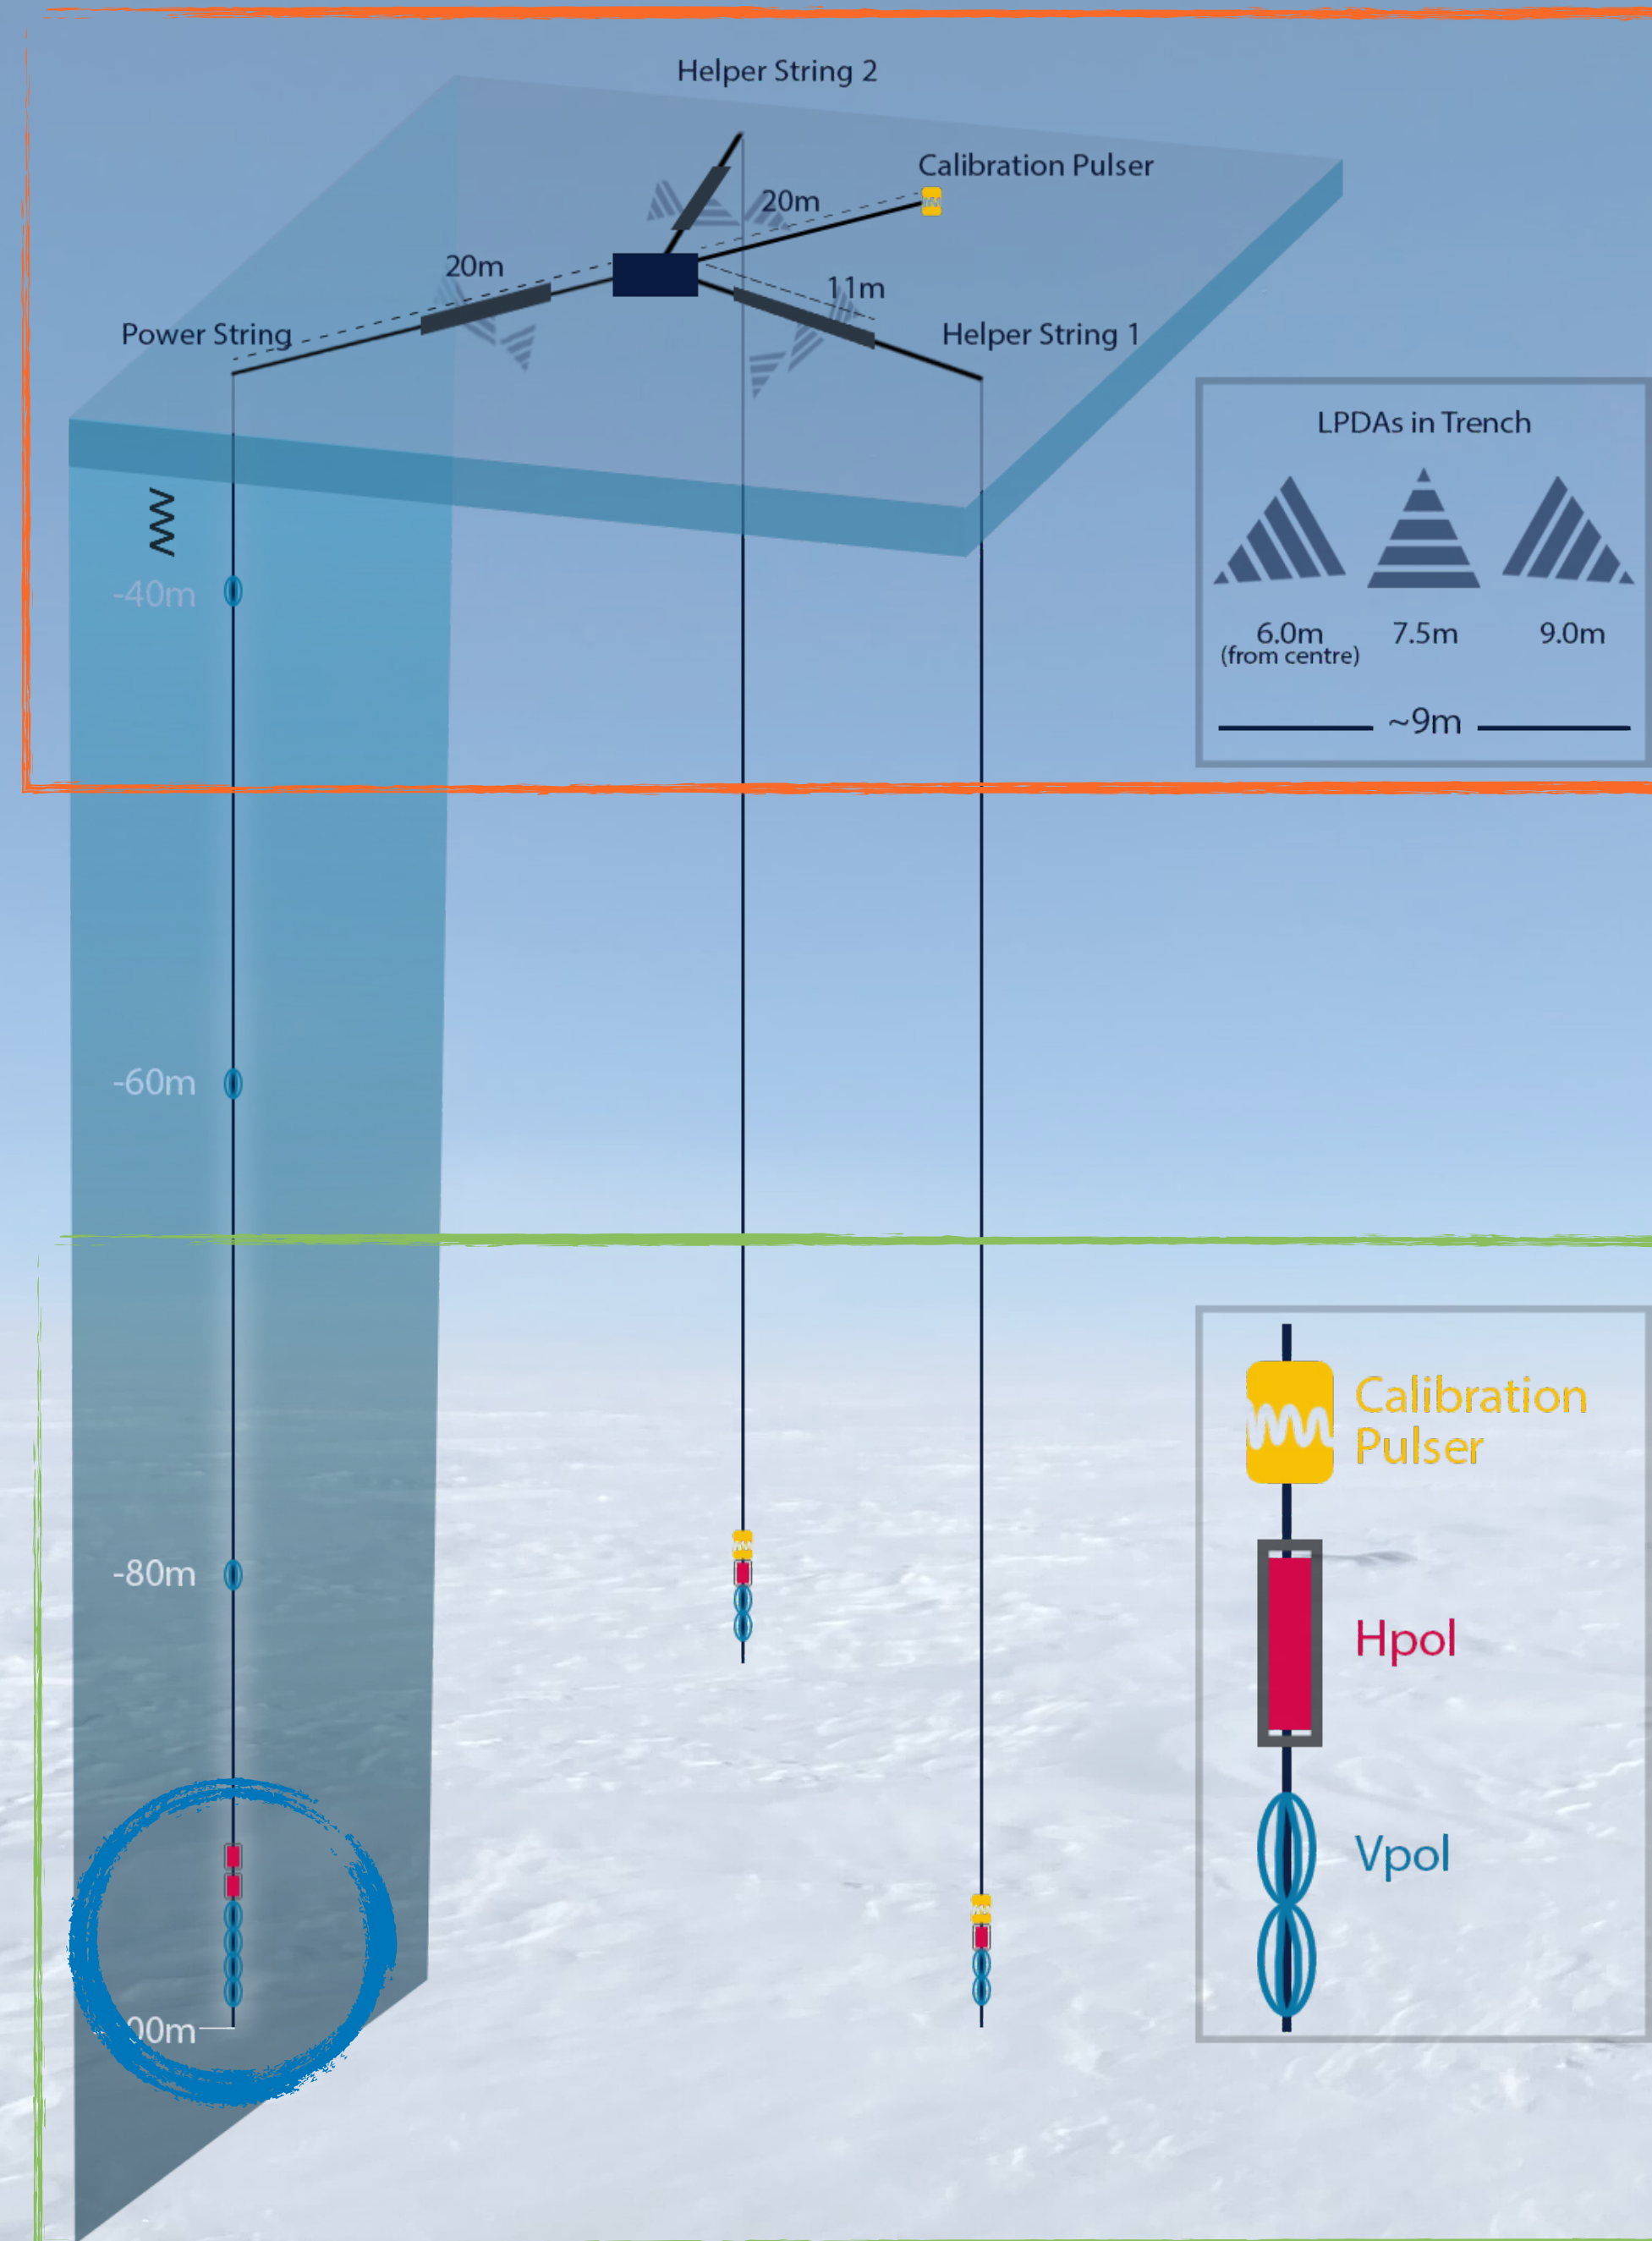 Helper String 2
Calibration Pulser
20m
20m
11m
Power String
Helper String 1
LPDAs in Trench
6.0m 7.5m 9.0m
(from centre)
~9m
-40m
-60m
-80m
Calibration
Pulser
Hpol
Vpol
00m